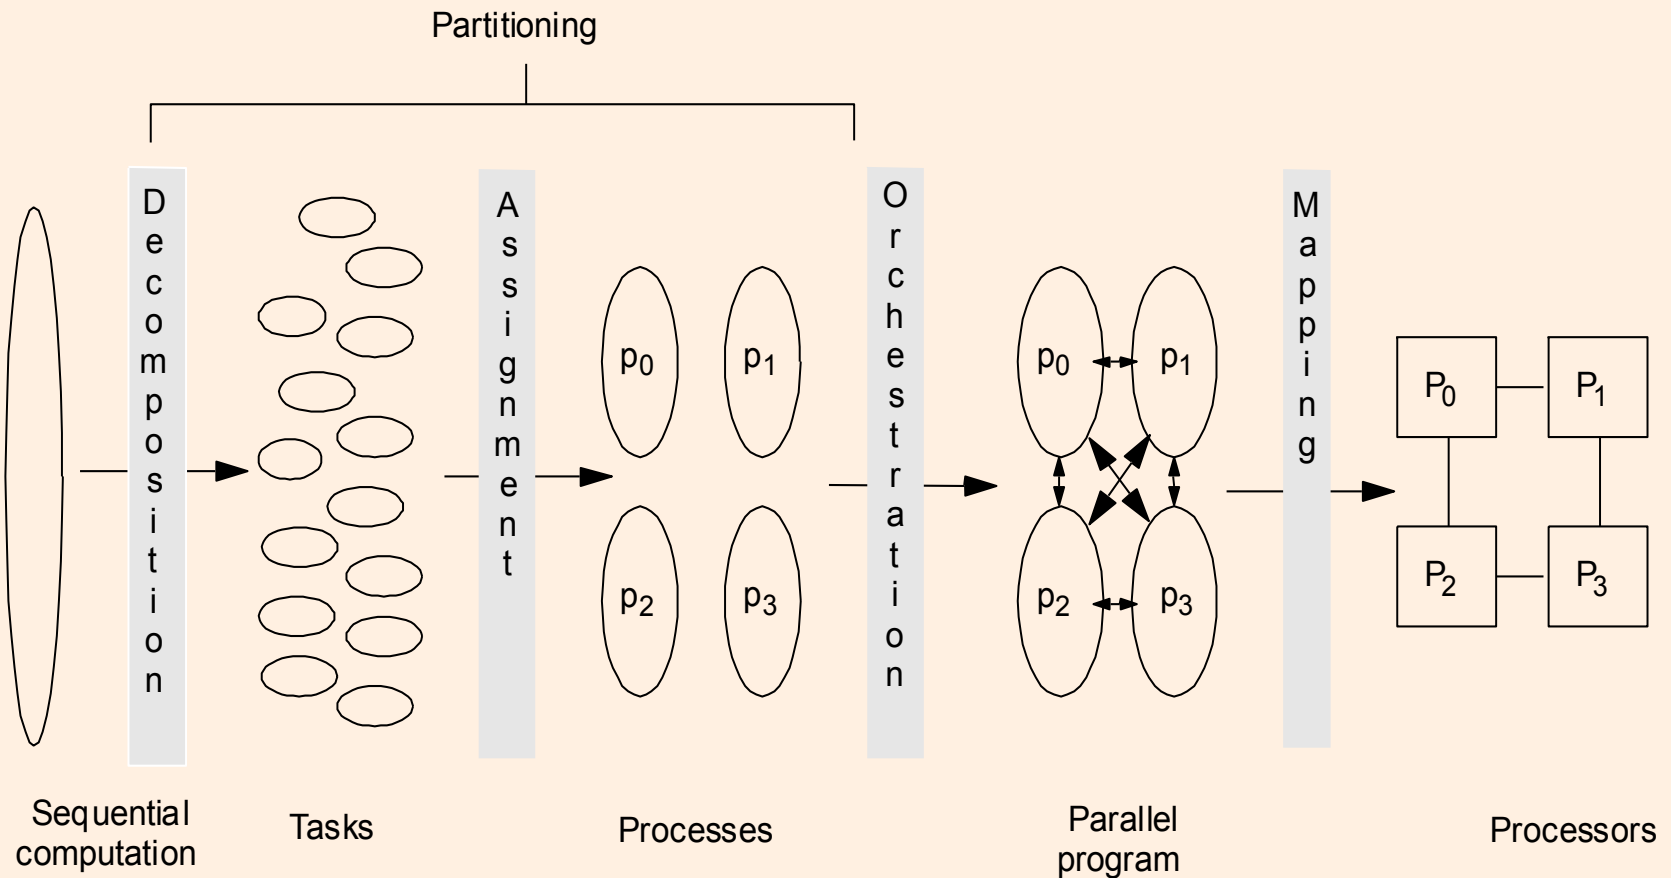 Partitioning
Decomposition
Assignment
Orchestration
Mapping
p0
p1
p2
p3
p0
p1
p2
p3
P0
P1
P2
P3
Sequential
computation
Tasks
Processes
Parallel
program
Processors